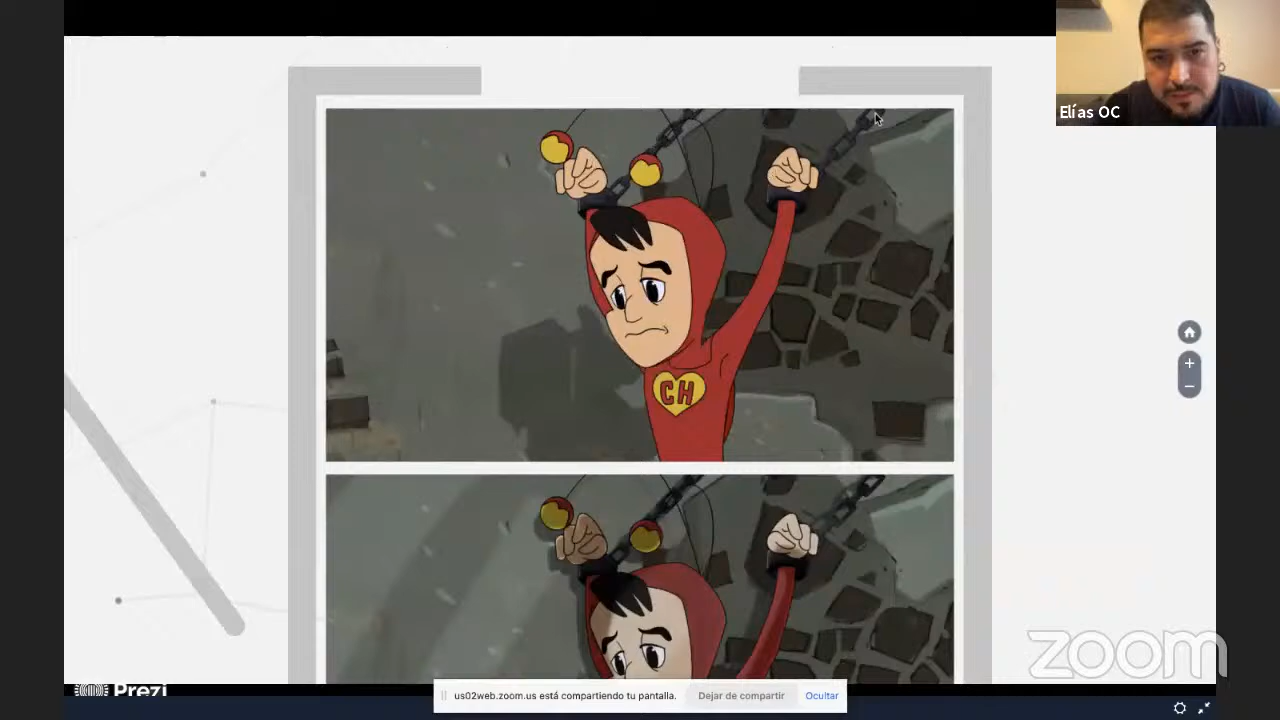 Elías OC
CH
+
−
zoom
Prezi
us02web.zoom.us está compartiendo tu pantalla.
Dejar de compartir
Ocultar